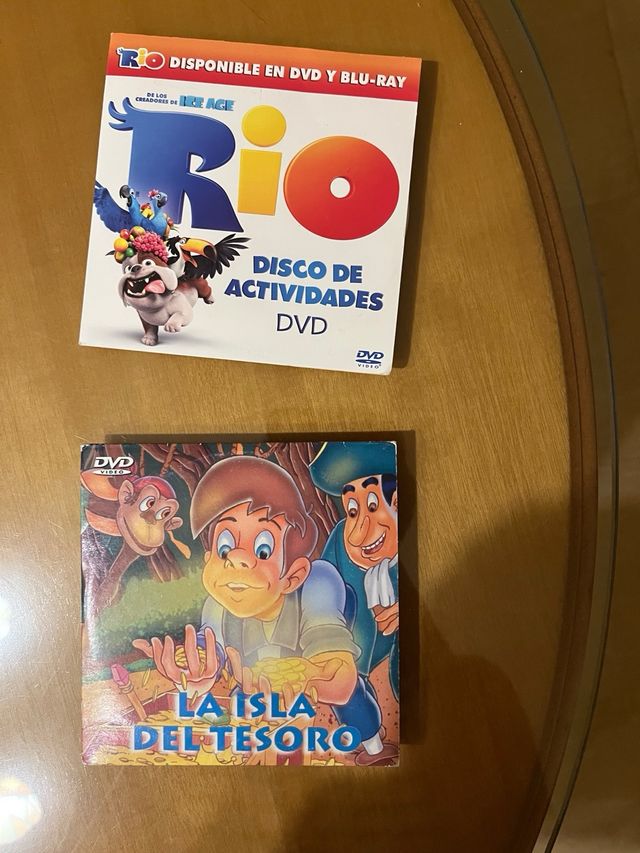 Rio DISPONIBLE EN DVD Y BLU-RAY
DE LOS
CREADORES DE ICE AGE
Rio
DISCO DE
ACTIVIDADES
DVD
DVD
VIDEO
DVD
VIDEO
LA ISLA
DEL TESORO